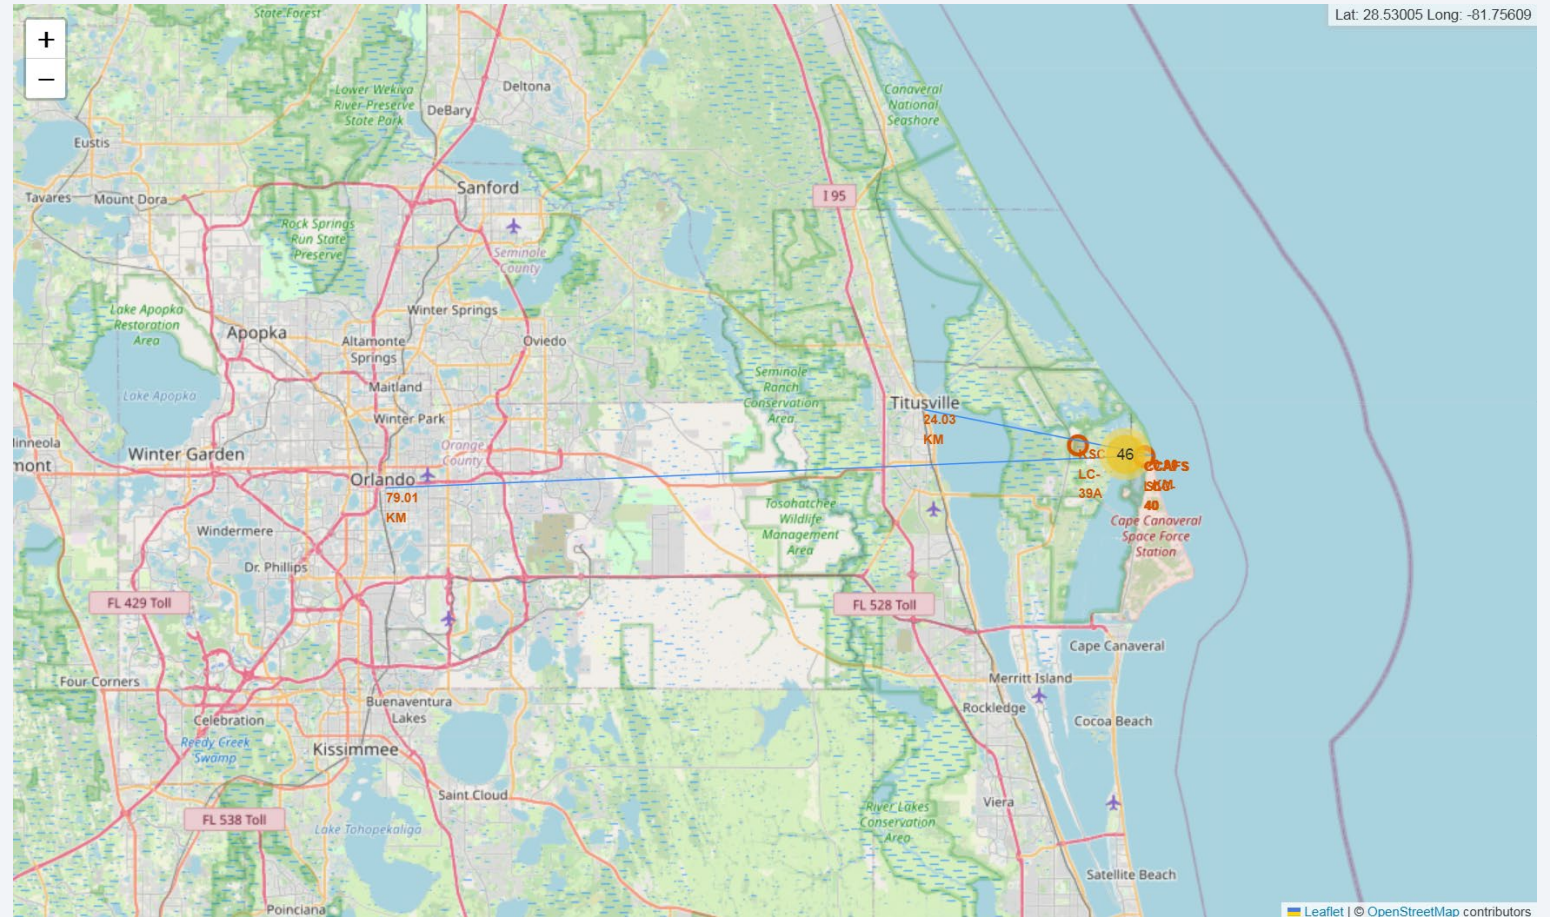 +
−
Lat: 28.53005 Long: -81.75609
State Forest
Deltona
Lower Wekiva
River Preserve
State Park
DeBary
Canaveral
National
Seashore
Eustis
Tavares
Mount Dora
Sanford
I 95
Rock Springs
Run State
Preserve
Seminole
County
Lake Apopka
Restoration
Area
Winter Springs
Apopka
Altamonte
Springs
Oviedo
Maitland
Seminole
Ranch
Conservation
Area
Lake Apopka
Titusville
Winter Park
24.03
KM
linneola
Orange
County
Winter Garden
mont
46
KSC
LC-
39A
CCAFS
40
Orlando
79.01
KM
Tosohatchee
Wildlife
Management
Area
Cape Canaveral
Space Force
Station
Windermere
Dr. Phillips
FL 429 Toll
FL 528 Toll
Cape Canaveral
Four Corners
Merritt Island
Buenaventura
Lakes
Rockledge
Celebration
Cocoa Beach
Reedy Creek
Swamp
Kissimmee
Saint Cloud
Viera
River Lakes
Conservation
Area
FL 538 Toll
Lake Tohopekaliga
Satellite Beach
Poinciana
Leaflet | © OpenStreetMap contributors